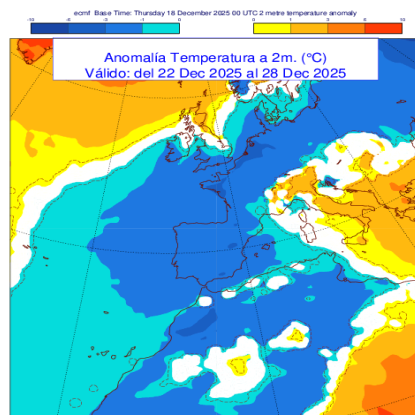 ecmf Base Time: Thursday 18 December 2025 00 UTC 2 metre temperature anomaly
Anomalía Temperatura a 2m. (°C)
Válido: del 22 Dec 2025 al 28 Dec 2025